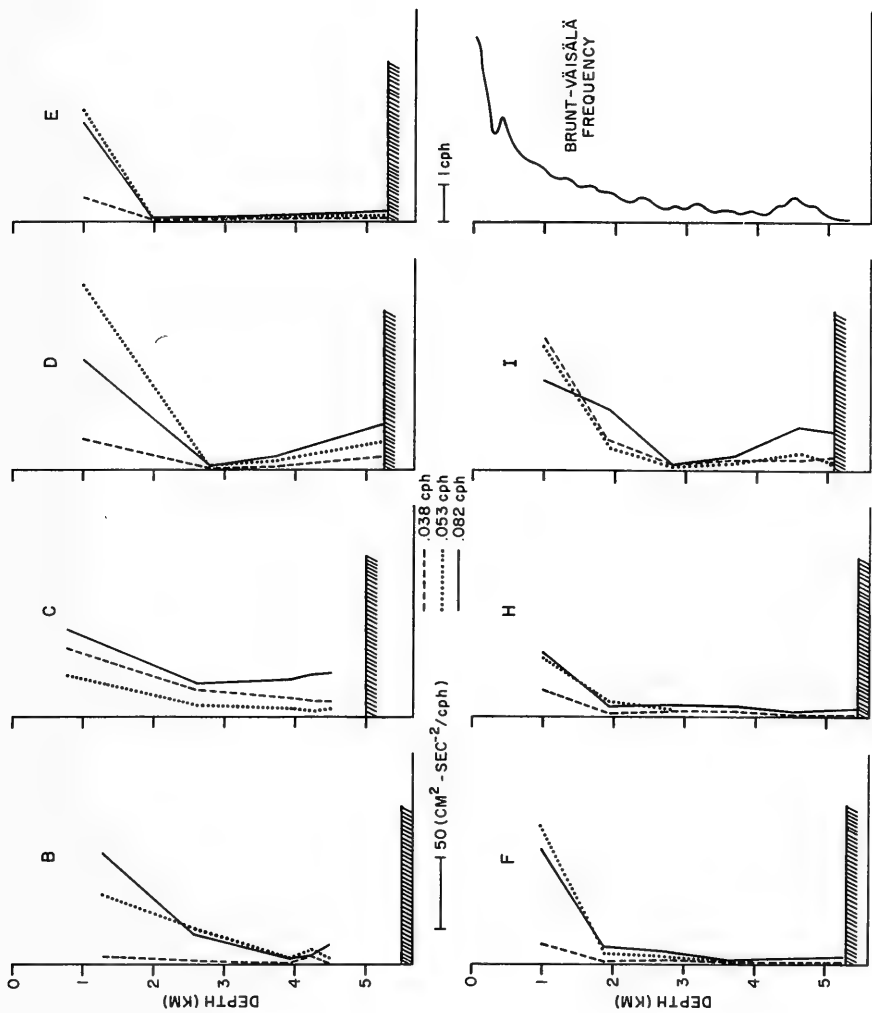 B
C
D
E
0
1
2
3
4
5
DEPTH (KM)
50 (CM² - SEC⁻²/cph)
.038 cph
.053 cph
.082 cph
1 cph
F
H
I
BRUNT-VÄISÄLÄ
FREQUENCY
0
1
2
3
4
5
DEPTH (KM)